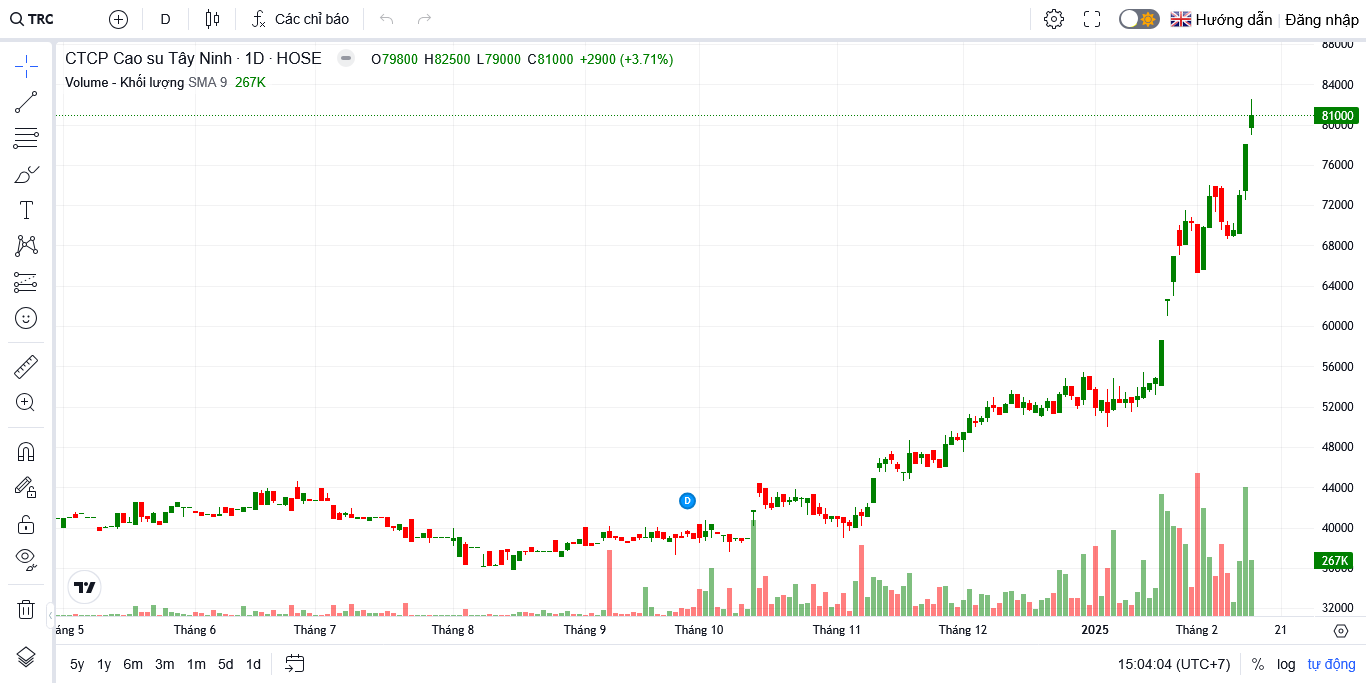 TRC D Các chỉ báo Hướng dẫn Đăng nhập
CTCP Cao su Tây Ninh · 1D · HOSE O79800 H82500 L79000 C81000 +2900 (+3.71%)
Volume - Khối lượng SMA 9 267K
88000
84000
81000
80000
76000
72000
68000
64000
60000
56000
52000
48000
44000
D
40000
267K
36000
32000
áng 5 Tháng 6 Tháng 7 Tháng 8 Tháng 9 Tháng 10 Tháng 11 Tháng 12 2025 Tháng 2 21
5y 1y 6m 3m 1m 5d 1d 15:04:04 (UTC+7) % log tự động